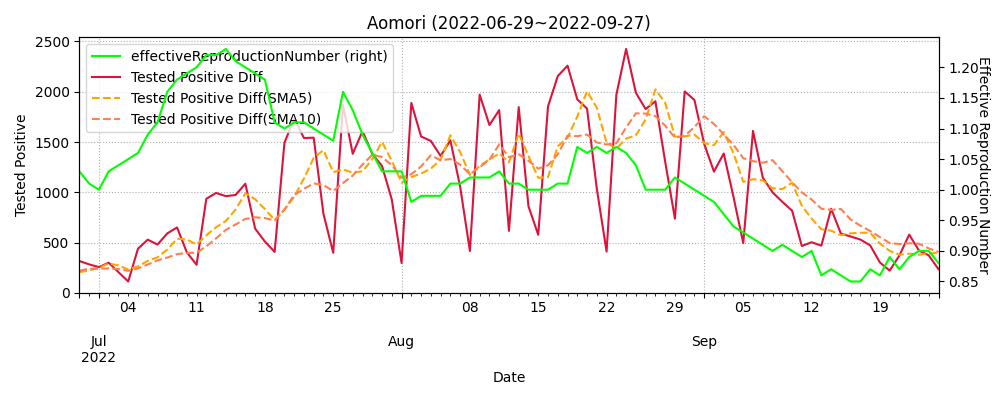 Aomori (2022-06-29~2022-09-27)
effectiveReproductionNumber (right)
Tested Positive Diff
Tested Positive Diff(SMA5)
Tested Positive Diff(SMA10)
Tested Positive
2500
2000
1500
1000
500
0
Effective Reproduction Number
1.20
1.15
1.10
1.05
1.00
0.95
0.90
0.85
04 11 18 25 08 15 22 29 05 12 19
Jul Aug Sep
2022
Date